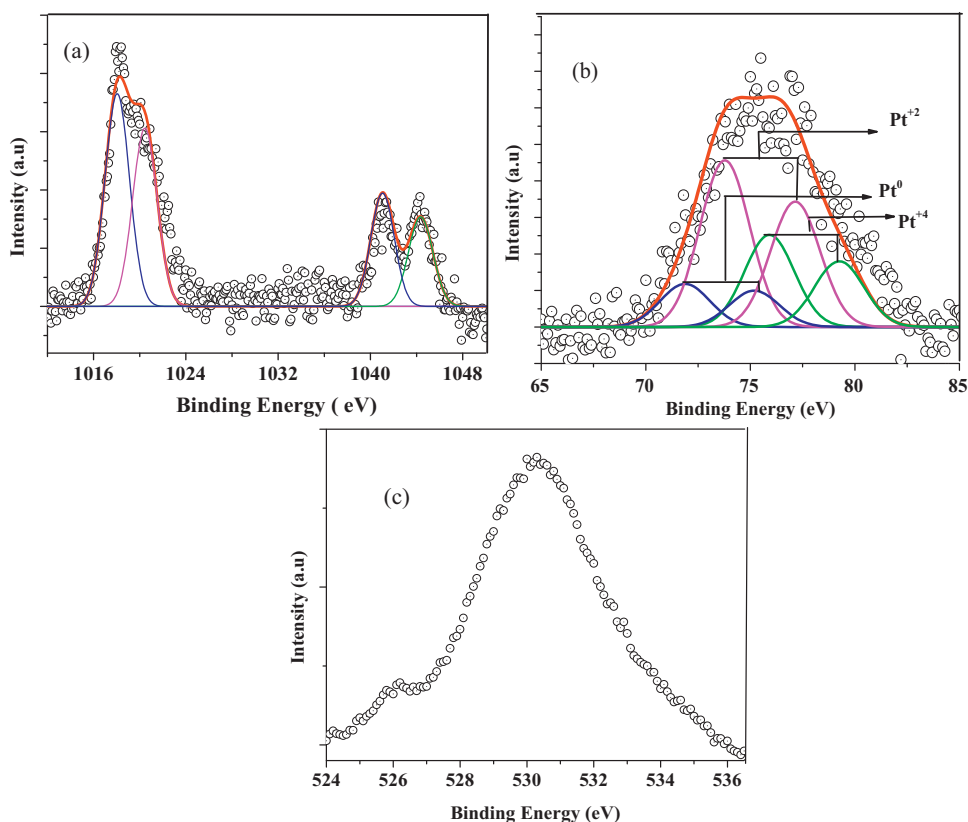 (a)
Intensity (a.u)
1016 1024 1032 1040 1048
Binding Energy ( eV)
(b)
Pt+2
Pt0
Pt+4
Intensity (a.u)
65 70 75 80 85
Binding Energy (eV)
(c)
Intensity (a.u)
524 526 528 530 532 534 536
Binding Energy (eV)